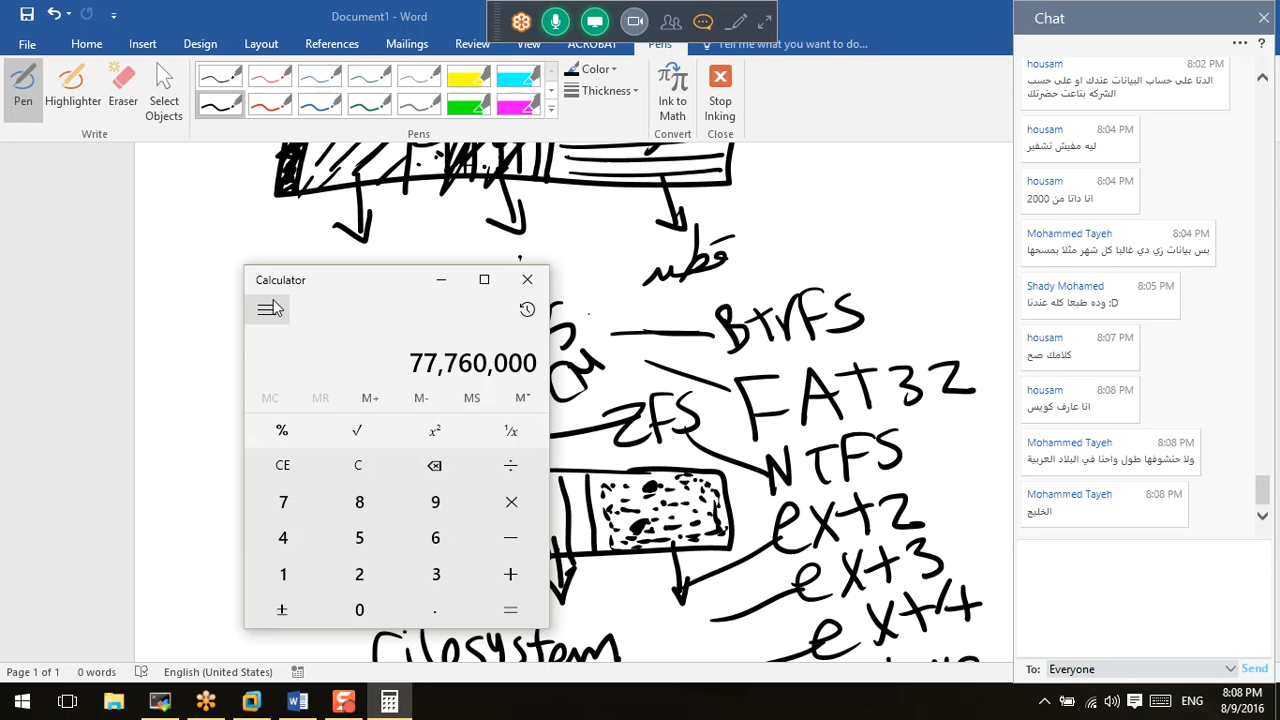 Document1 - Word
File
Home
Insert
Design
Layout
References
Mailings
Review
View
ACROBAT
Pens
Tell me what you want to do...
Pen
Highlighter
Eraser
Select Objects
Color
Thickness
Ink to Math
Stop Inking
Write
Pens
Convert
Close
قطر
BTrFS
FAT32
ZFS
NTFS
ext2
ext3
ext4
Filesystem
Calculator
77,760,000
MC MR M+ M- MS M
% √ x² ¹/x
CE C ÷
7 8 9 ×
4 5 6 −
1 2 3 +
± 0 . =
Chat
housam 8:02 PM
الدتا على حساب البيانات عندك او على حسب
الشركه بتاعت حضرتك
housam 8:04 PM
ليه مفيش تشفير
housam 8:04 PM
انا داتا من 2000
Mohammed Tayeh 8:04 PM
بس بيانات زي دي غالبا كل شهر مثلا بمسحها
Shady Mohamed 8:05 PM
وده طبعا كله عندنا :D
housam 8:07 PM
كلامك صح
housam 8:08 PM
انا عارف كويس
Mohammed Tayeh 8:08 PM
ولا حنشوفها طول واحنا في البلاد العربية
Mohammed Tayeh 8:08 PM
الخليج
To: Everyone Send
Page 1 of 1 0 words English (United States)
ENG
8:08 PM
8/9/2016